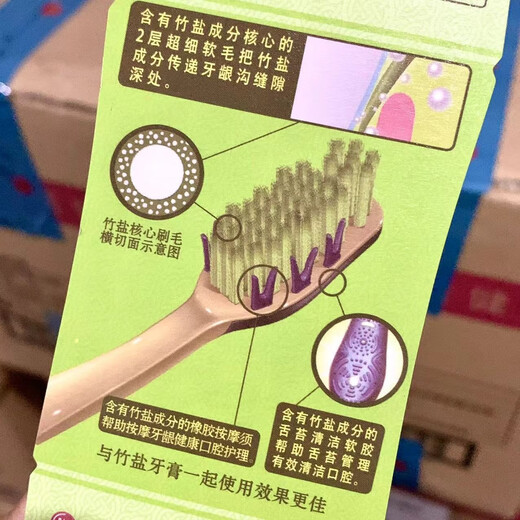 含有竹盐成分核心的
2层超细软毛把竹盐
成分传递牙龈沟缝隙
深处。
竹盐核心刷毛
横切面示意图
含有竹盐成分的橡胶按摩须
帮助按摩牙龈健康口腔护理
含有竹盐成分的
舌苔清洁软胶
帮助舌苔管理
有效清洁口腔。
与竹盐牙膏一起使用效果更佳